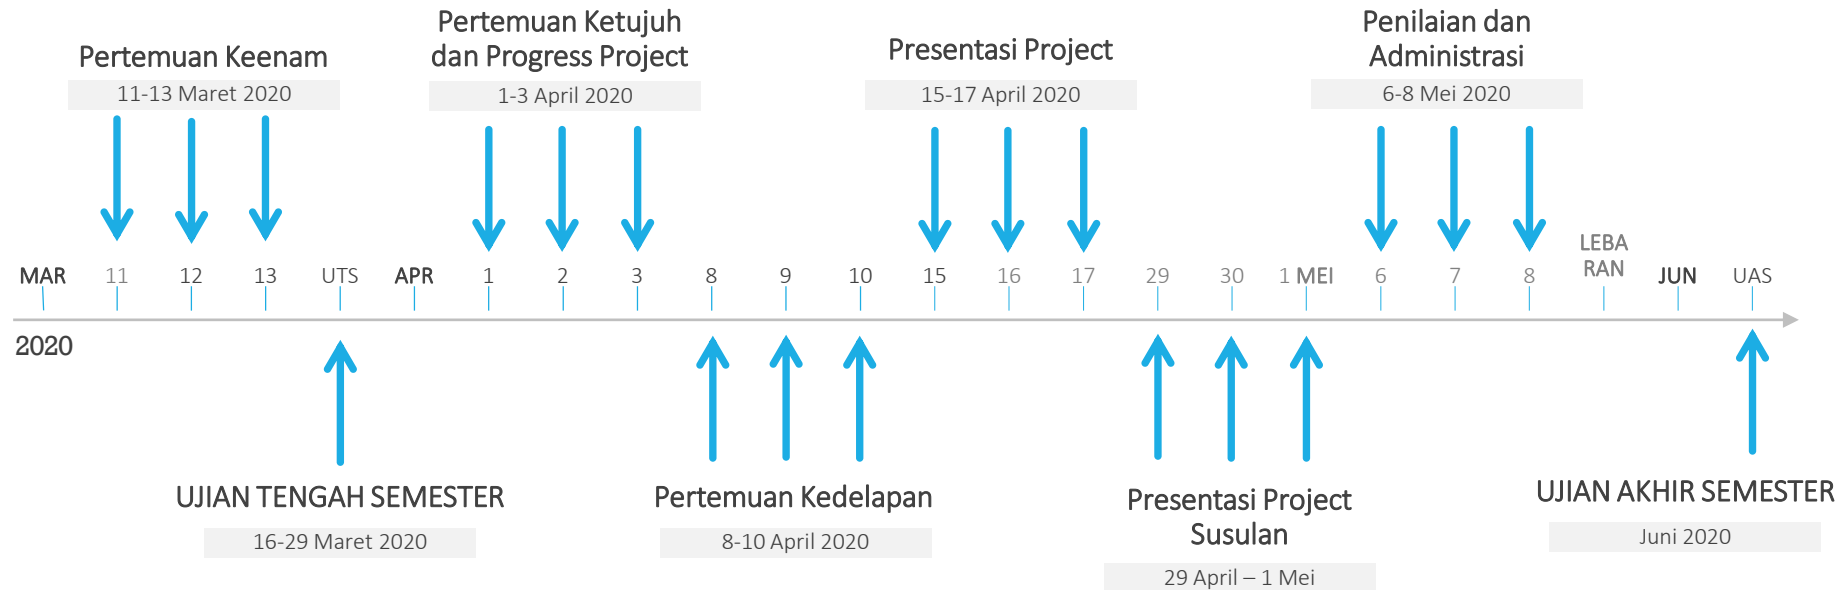 Pertemuan Keenam
11-13 Maret 2020
Pertemuan Ketujuh
dan Progress Project
1-3 April 2020
Presentasi Project
15-17 April 2020
Penilaian dan
Administrasi
6-8 Mei 2020
MAR 11 12 13 UTS APR 1 2 3 8 9 10 15 16 17 29 30 1 MEI 6 7 8
LEBA
RAN
JUN UAS
2020
UJIAN TENGAH SEMESTER
16-29 Maret 2020
Pertemuan Kedelapan
8-10 April 2020
Presentasi Project
Susulan
29 April – 1 Mei
UJIAN AKHIR SEMESTER
Juni 2020